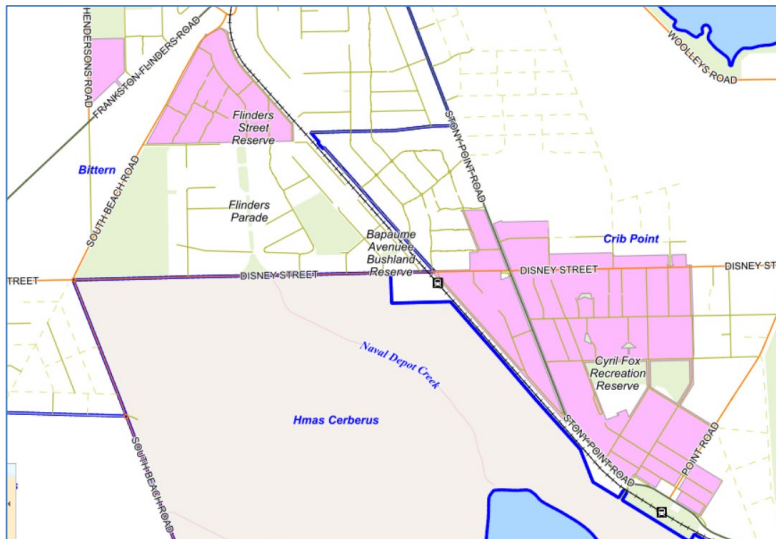 HENDERSONS ROAD
FRANKSTON-FLINDERS ROAD
WOOLLEYS ROAD
Flinders
Street
Reserve
STONY POINT ROAD
Bittern
SOUTH BEACH ROAD
Flinders
Parade
Bapaume
Avenuee
Bushland
Reserve
Crib Point
TREET
DISNEY STREET
DISNEY STREET
DISNEY ST
Naval Depot Creek
Cyril Fox
Recreation
Reserve
Hmas Cerberus
STONY POINT ROAD
POINT ROAD
SOUTH BEACH ROAD